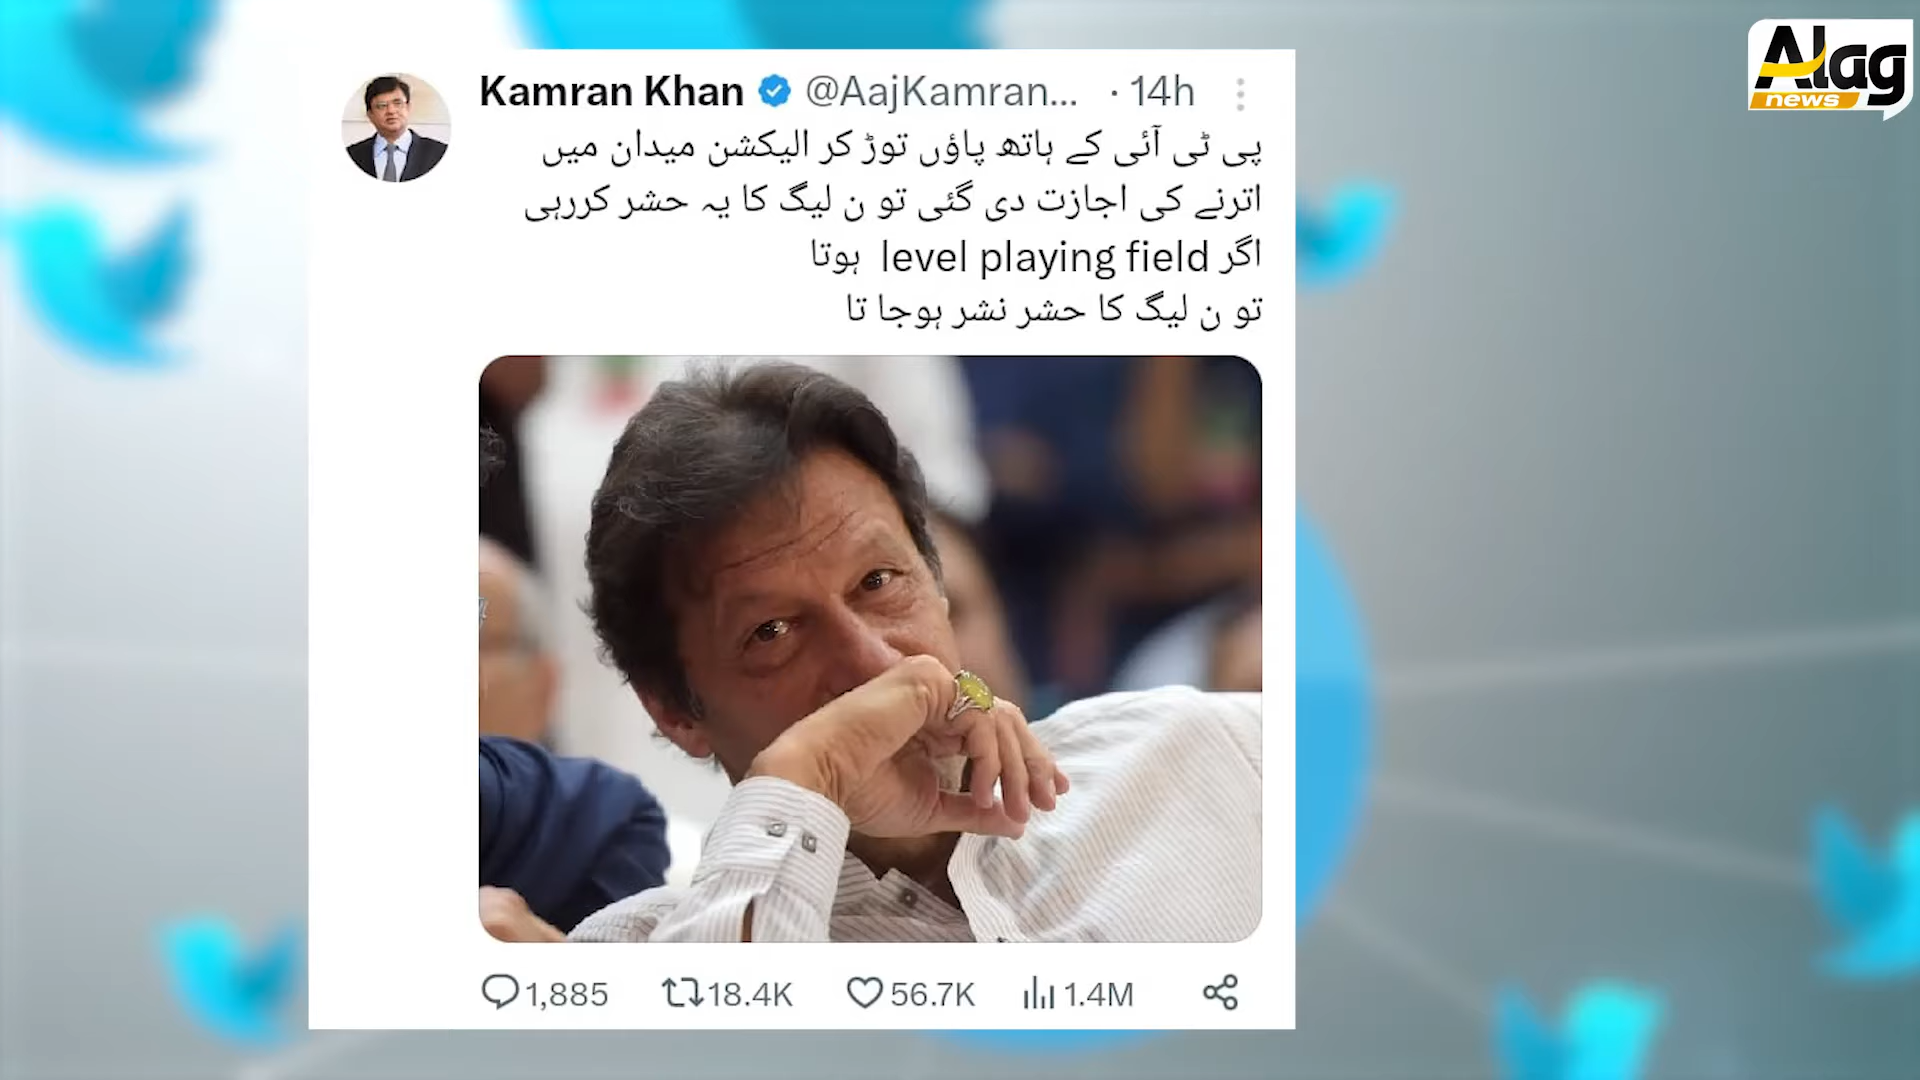 Kamran Khan @AajKamran... · 14h
پی ٹی آئی کے ہاتھ پاؤں توڑ کر الیکشن میدان میں
اترنے کی اجازت دی گئی تو ن لیگ کا یہ حشر کررہی
اگر level playing field ہوتا
تو ن لیگ کا حشر نشر ہوجا تا
1,885 18.4K 56.7K 1.4M
Alag
news